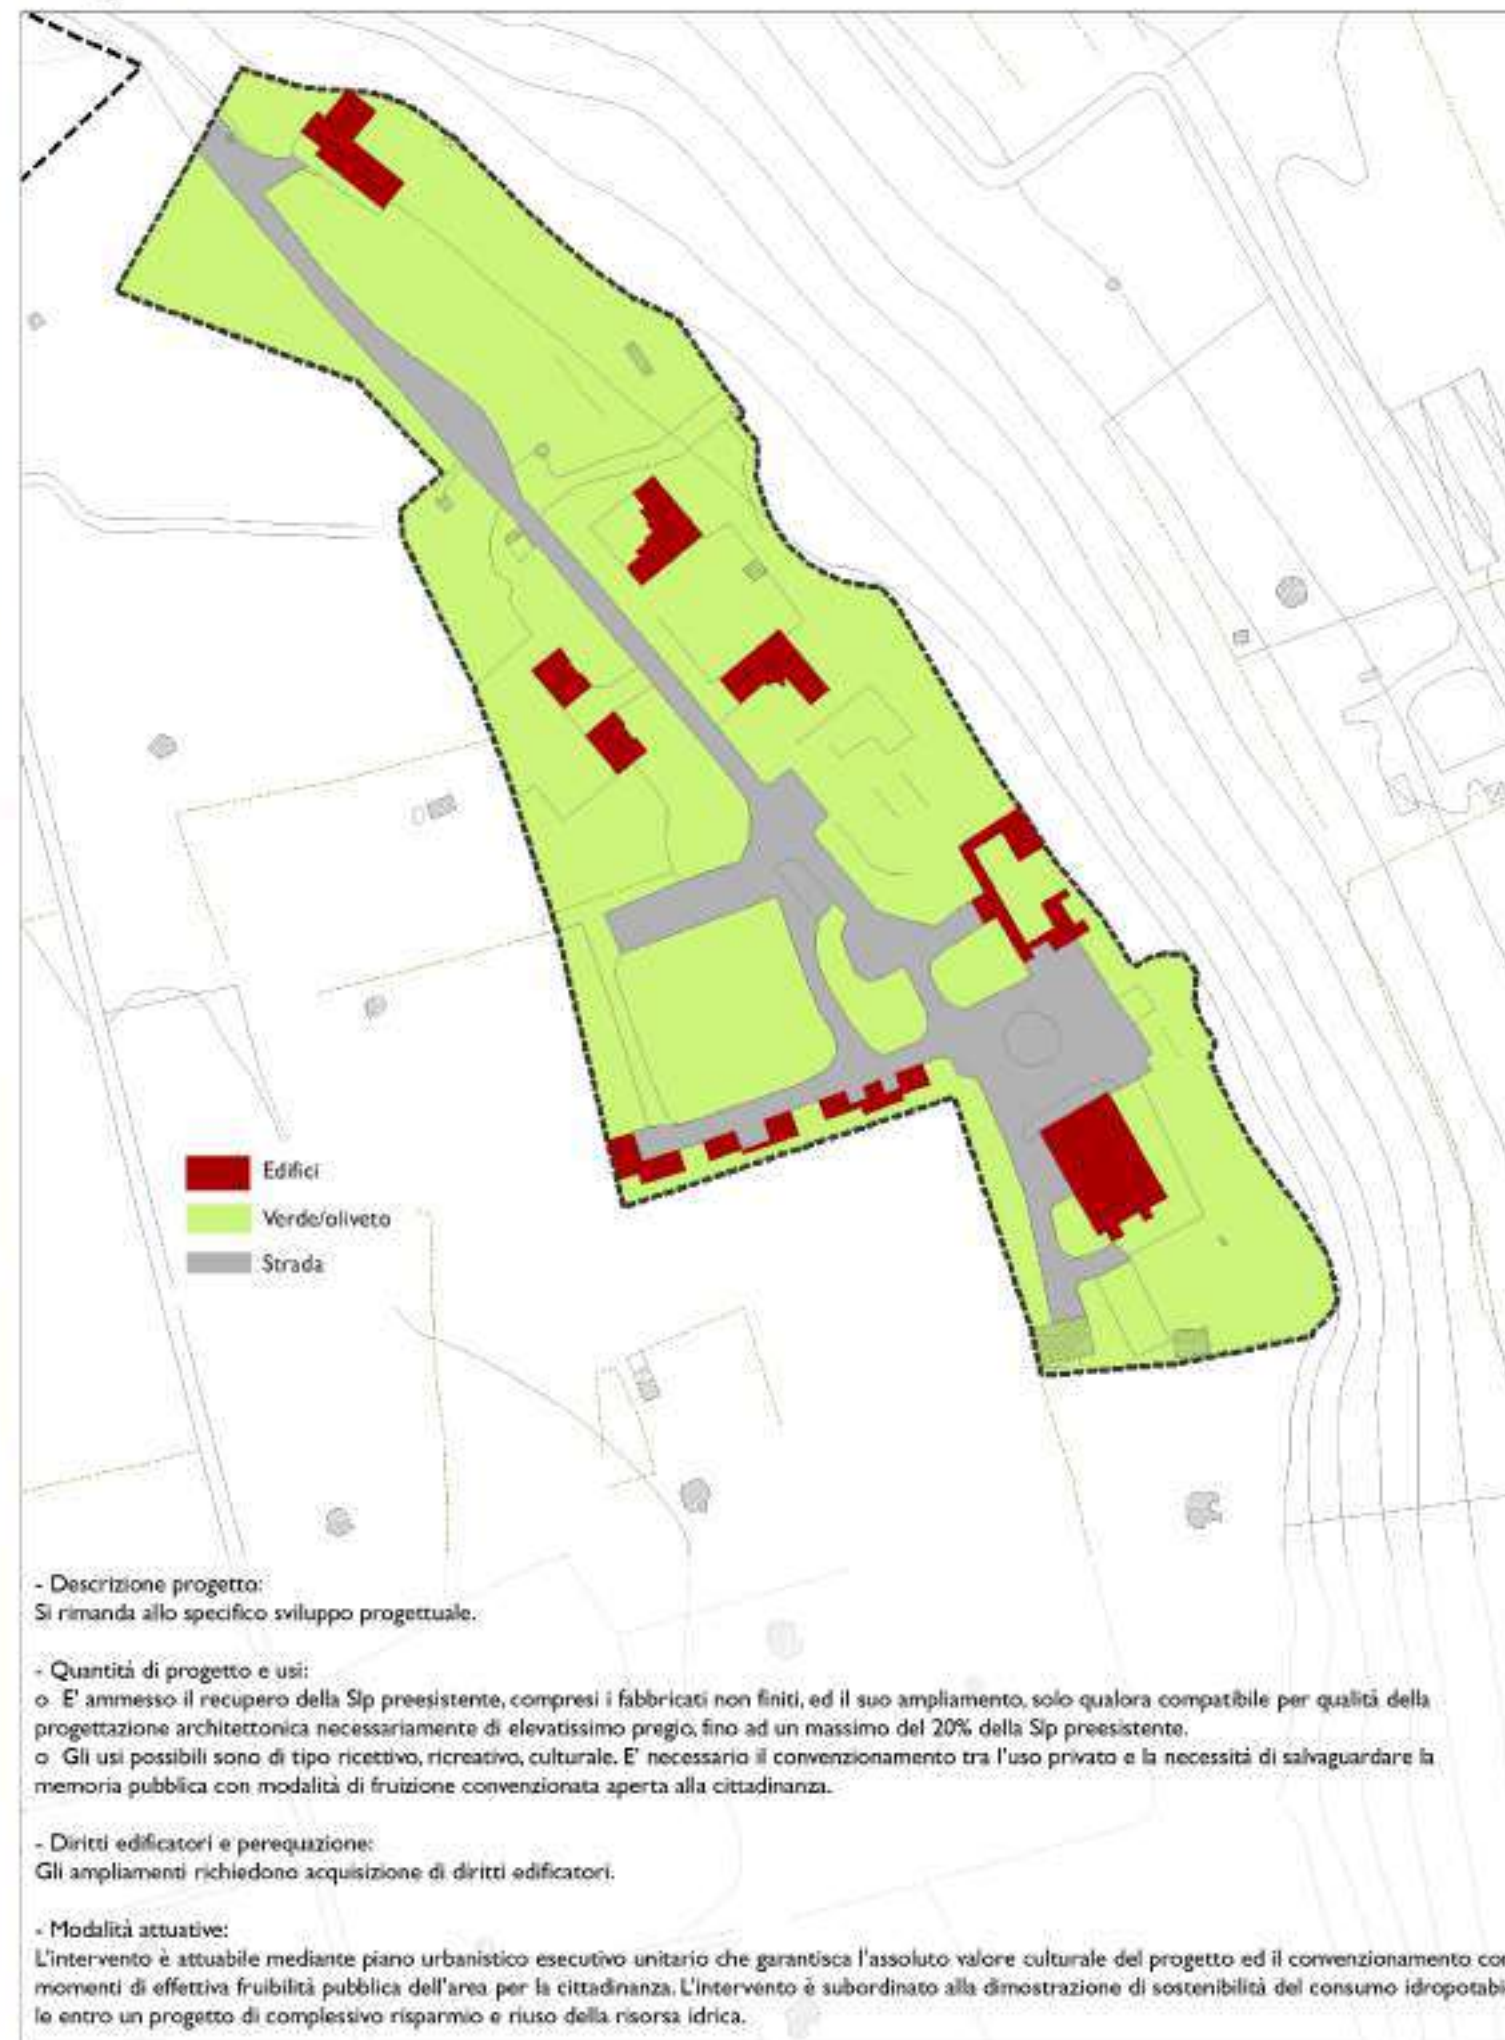 Edifici
Verde/oliveto
Strada
- Descrizione progetto:
Si rimanda allo specifico sviluppo progettuale.
- Quantità di progetto e usi:
o E' ammesso il recupero della Slp preesistente, compresi i fabbricati non finiti, ed il suo ampliamento, solo qualora compatibile per qualità della
progettazione architettonica necessariamente di elevatissimo pregio, fino ad un massimo del 20% della Slp preesistente.
o Gli usi possibili sono di tipo ricettivo, ricreativo, culturale. E' necessario il convenzionamento tra l'uso privato e la necessità di salvaguardare la
memoria pubblica con modalità di fruizione convenzionata aperta alla cittadinanza.
- Diritti edificatori e perequazione:
Gli ampliamenti richiedono acquisizione di diritti edificatori.
- Modalità attuative:
L'intervento è attuabile mediante piano urbanistico esecutivo unitario che garantisca l'assoluto valore culturale del progetto ed il convenzionamento con
momenti di effettiva fruibilità pubblica dell'area per la cittadinanza. L'intervento è subordinato alla dimostrazione di sostenibilità del consumo idropotabi
le entro un progetto di complessivo risparmio e riuso della risorsa idrica.